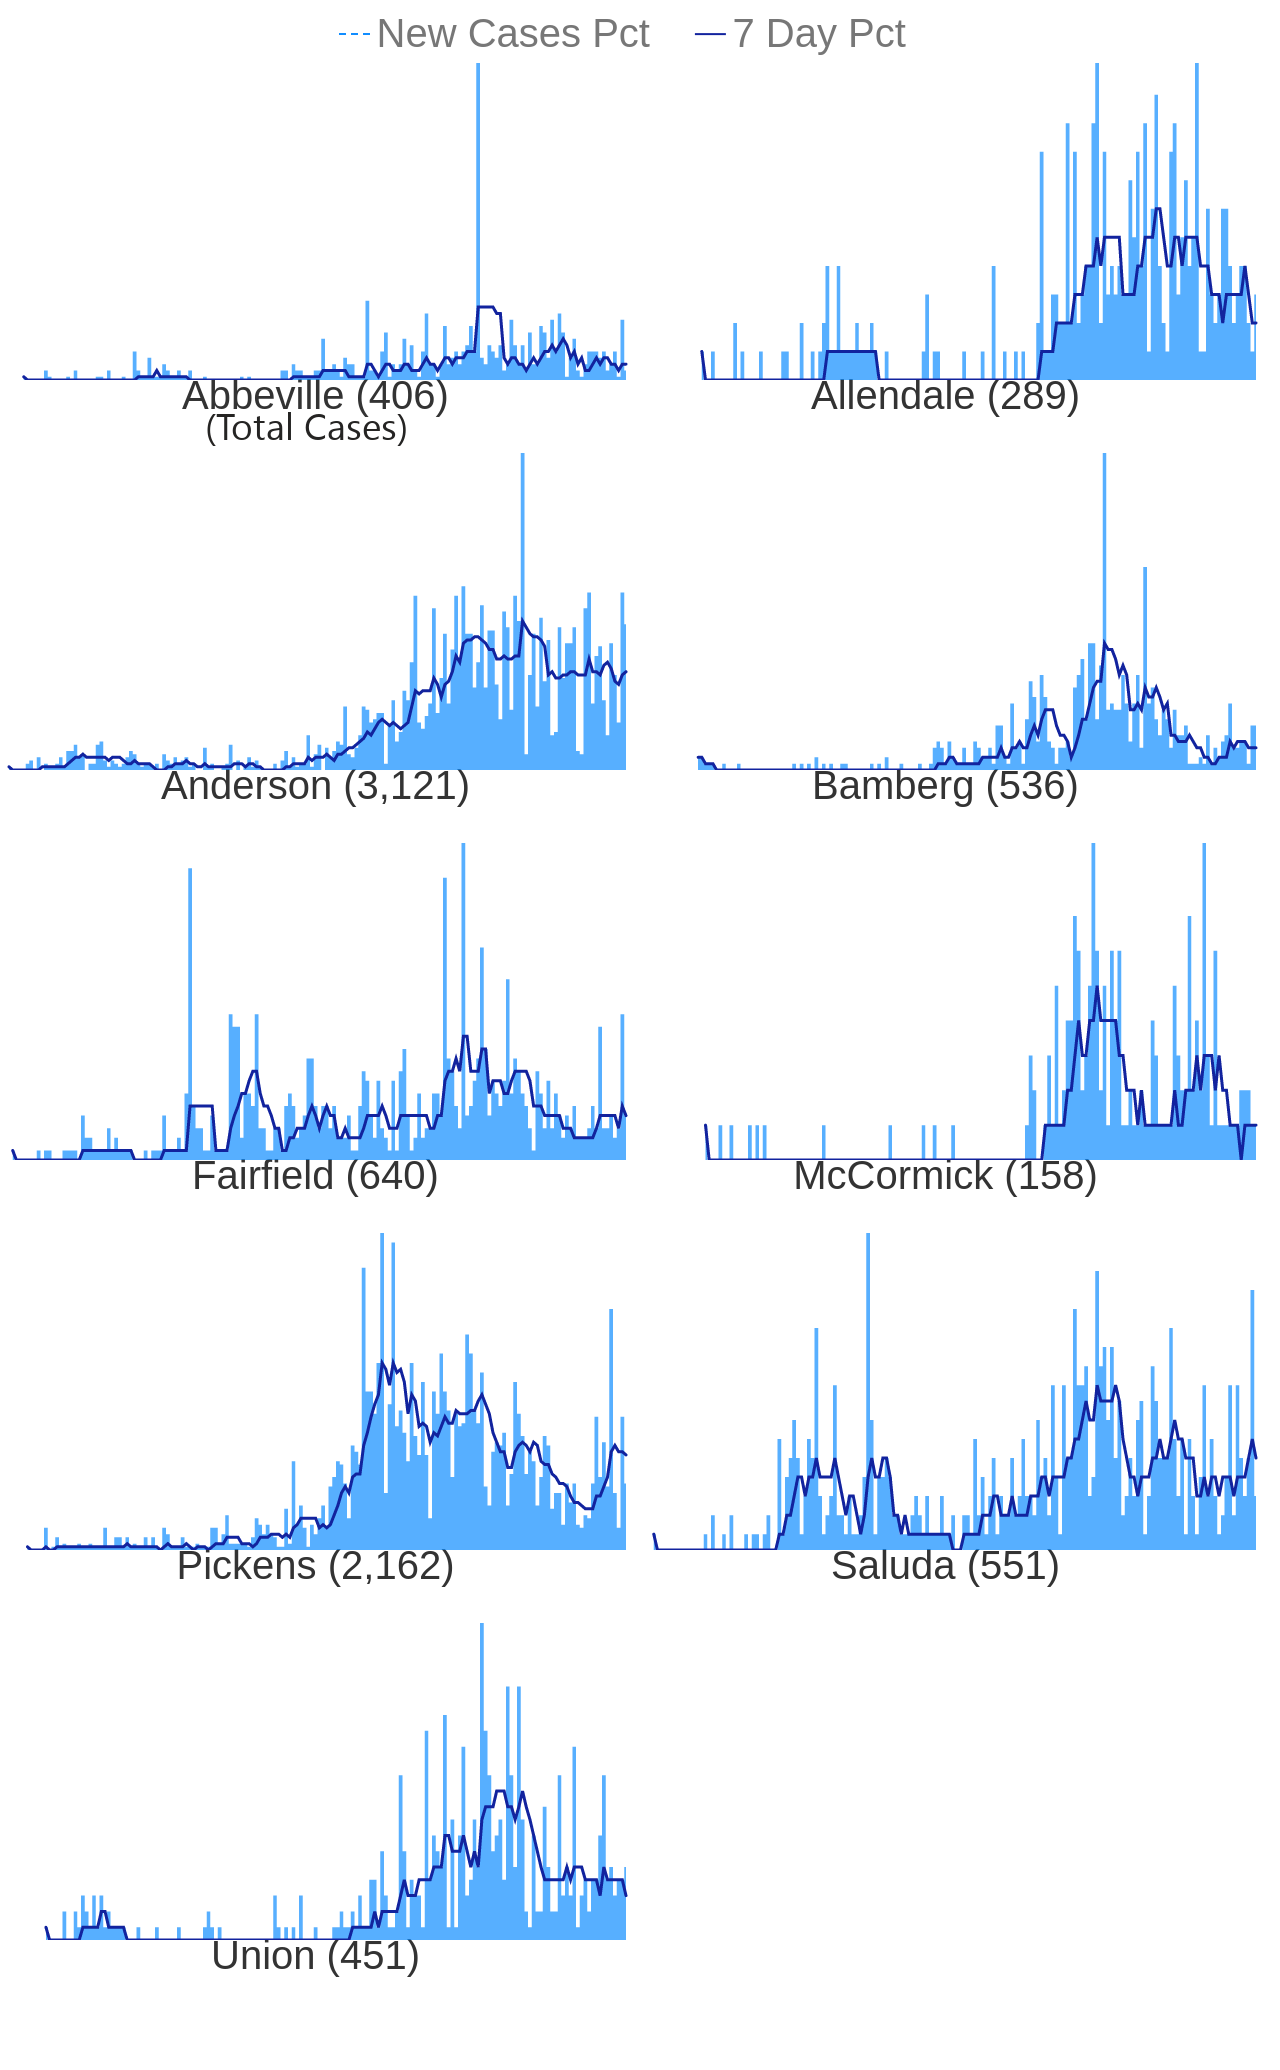 New Cases Pct 7 Day Pct
Abbeville (406) Allendale (289)
(Total Cases)
Anderson (3,121) Bamberg (536)
Fairfield (640) McCormick (158)
Pickens (2,162) Saluda (551)
Union (451)